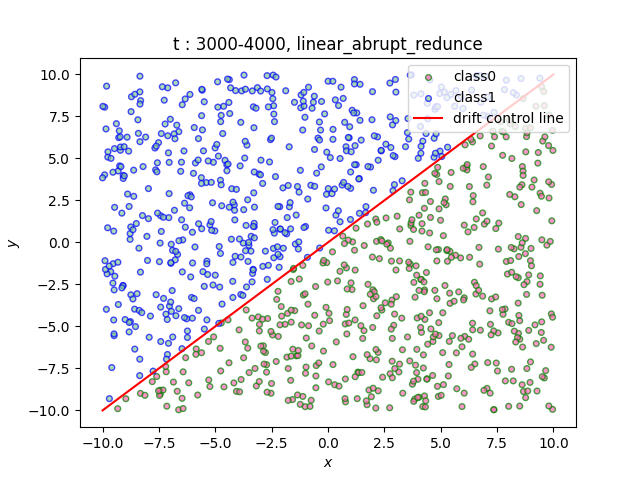 t : 3000-4000, linear_abrupt_redunce
class0
class1
drift control line
10.0
7.5
5.0
2.5
0.0
−2.5
−5.0
−7.5
−10.0
y
−10.0 −7.5 −5.0 −2.5 0.0 2.5 5.0 7.5 10.0
x